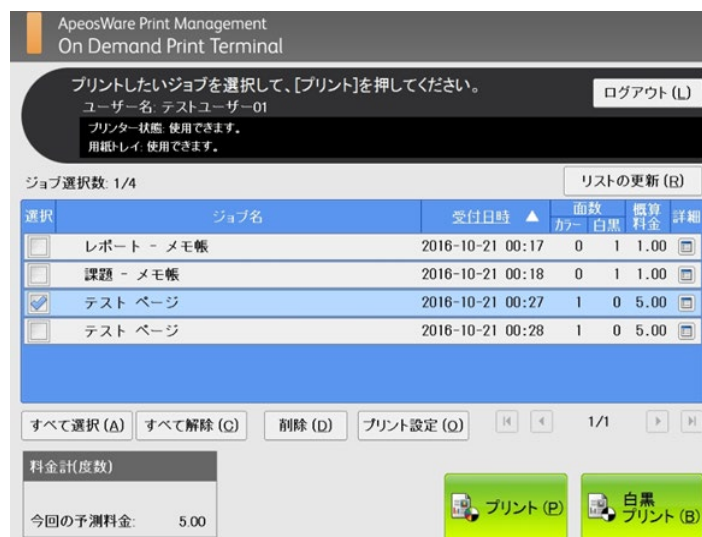 ApeosWare Print Management
On Demand Print Terminal
プリントしたいジョブを選択して、[プリント]を押してください。
ログアウト (L)
ユーザー名: テストユーザー01
プリンター状態: 使用できます。
用紙トレイ: 使用できます。
ジョブ選択数: 1/4
リストの更新 (R)
選択 ジョブ名 受付日時 ▲ 面数 カラー 白黒 概算料金 詳細
レポート - メモ帳 2016-10-21 00:17 0 1 1.00
課題 - メモ帳 2016-10-21 00:18 0 1 1.00
テスト ページ 2016-10-21 00:27 1 0 5.00
テスト ページ 2016-10-21 00:28 1 0 5.00
すべて選択 (A) すべて解除 (C) 削除 (D) プリント設定 (O) 1/1
料金計(度数)
今回の予測料金: 5.00
プリント (P)
白黒
プリント (B)